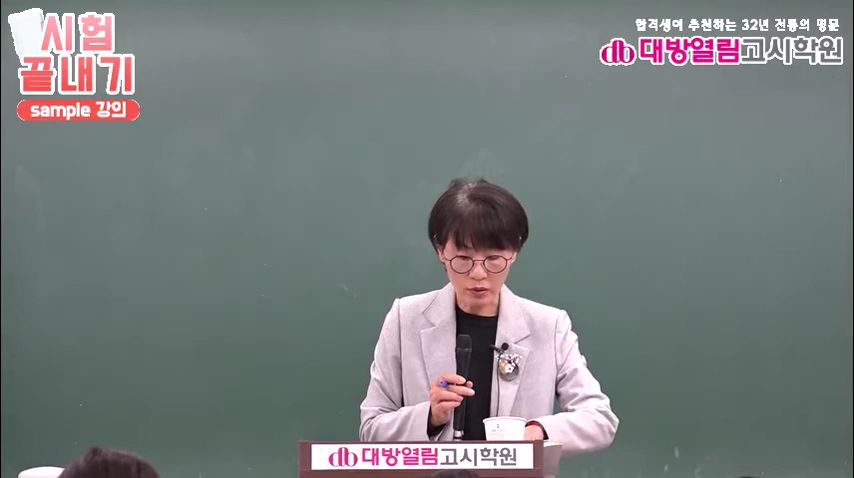 시험
끝내기
sample 강의
합격생이 추천하는 32년 전통의 명문
db 대방열림고시학원
db 대방열림고시학원